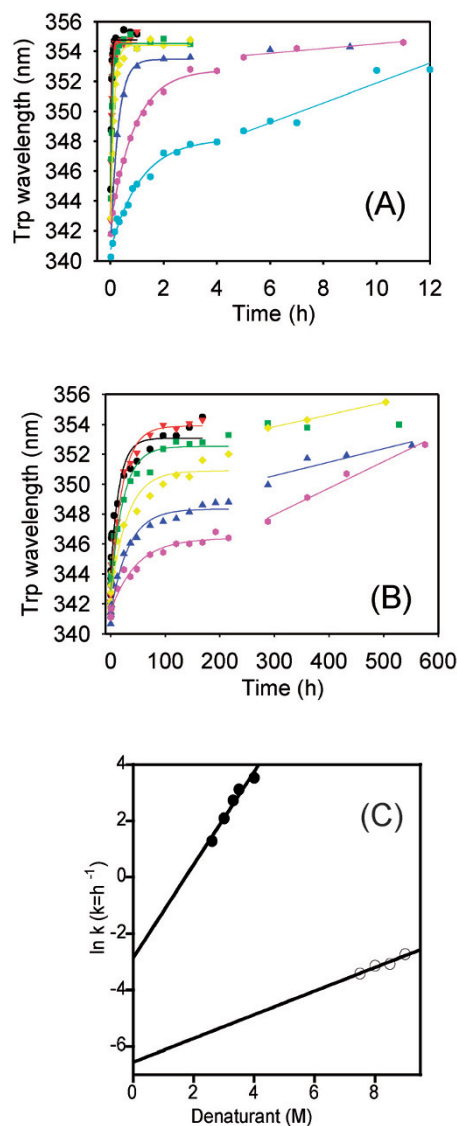 356
354
352
350
348
346
344
342
340
Trp wavelength (nm)
(A)
0 2 4 6 8 10 12
Time (h)
356
354
352
350
348
346
344
342
340
Trp wavelength (nm)
(B)
0 100 200 300 400 500 600
Time (h)
4
2
0
-2
-4
-6
ln k (k=h⁻¹)
(C)
0 2 4 6 8
Denaturant (M)